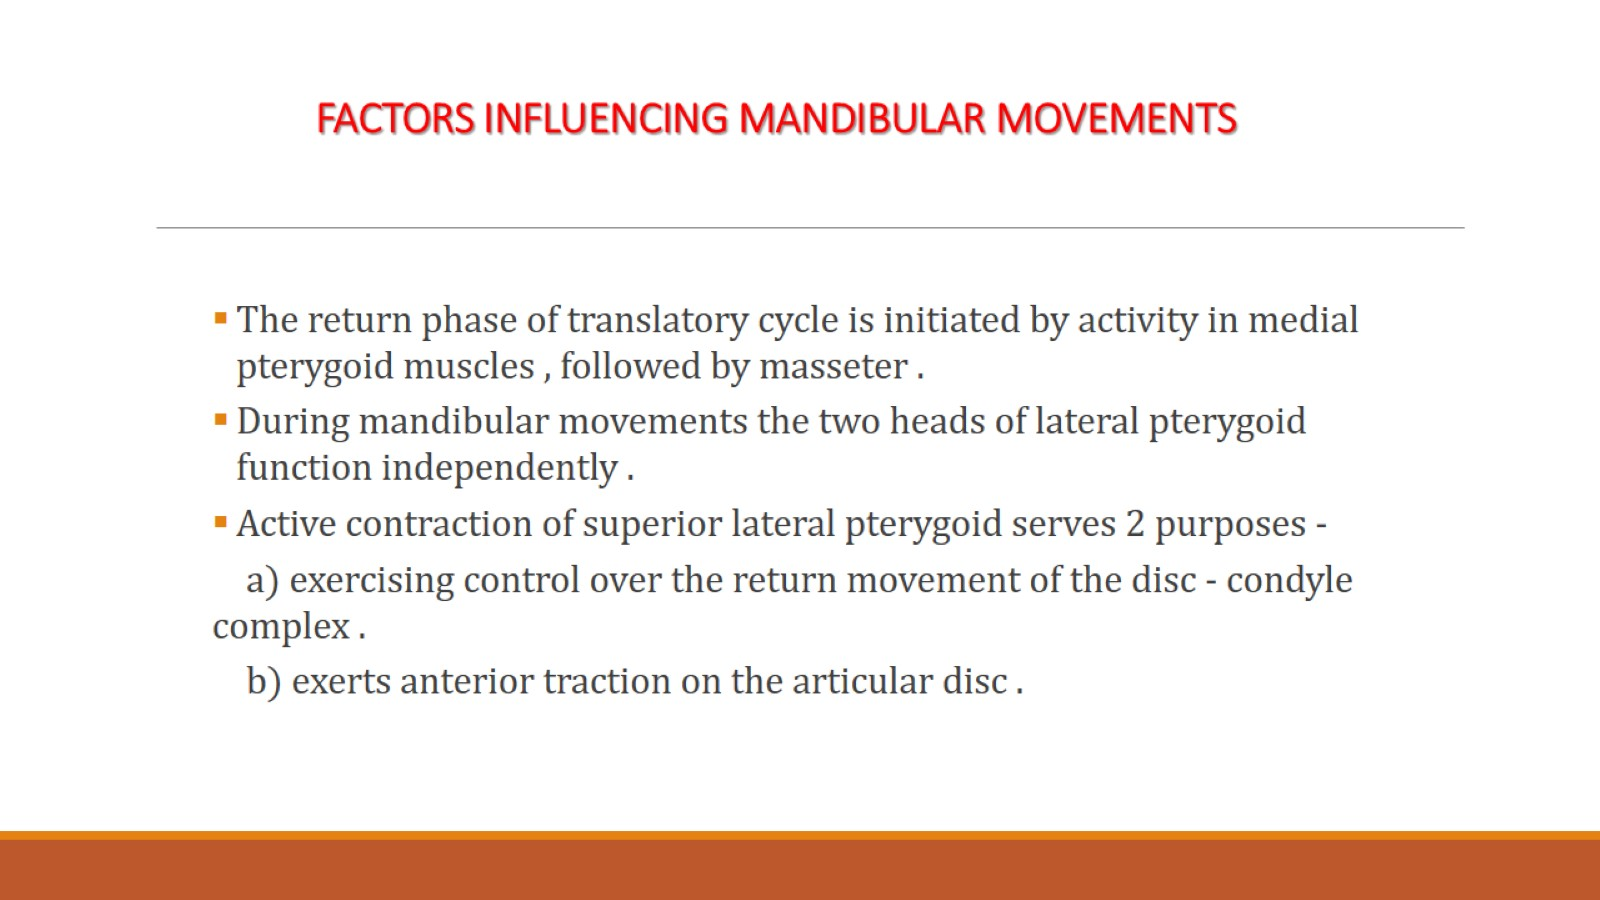 FACTORS INFLUENCING MANDIBULAR MOVEMENTS
▪ The return phase of translatory cycle is initiated by activity in medial
pterygoid muscles , followed by masseter .
▪ During mandibular movements the two heads of lateral pterygoid
function independently .
▪ Active contraction of superior lateral pterygoid serves 2 purposes -
a) exercising control over the return movement of the disc - condyle
complex .
b) exerts anterior traction on the articular disc .